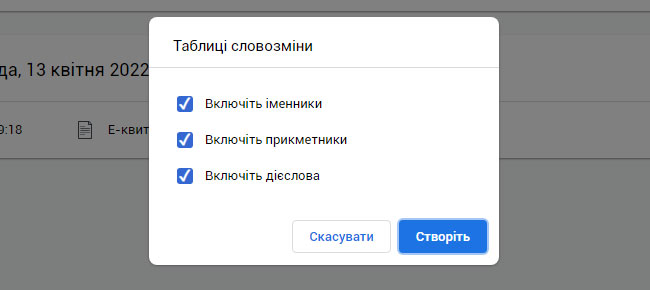 Таблиці словозміни
да, 13 квітня 2022
Включіть іменники
9:18
Е-квит
Включіть прикметники
Включіть дієслова
Скасувати
Створіть